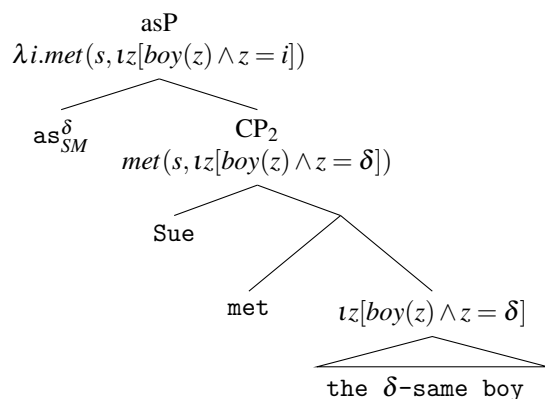 asP
λi.met(s, ιz[boy(z) ∧ z = i])
as^δ_SM
CP₂
met(s, ιz[boy(z) ∧ z = δ])
Sue
met
ιz[boy(z) ∧ z = δ]
the δ-same boy